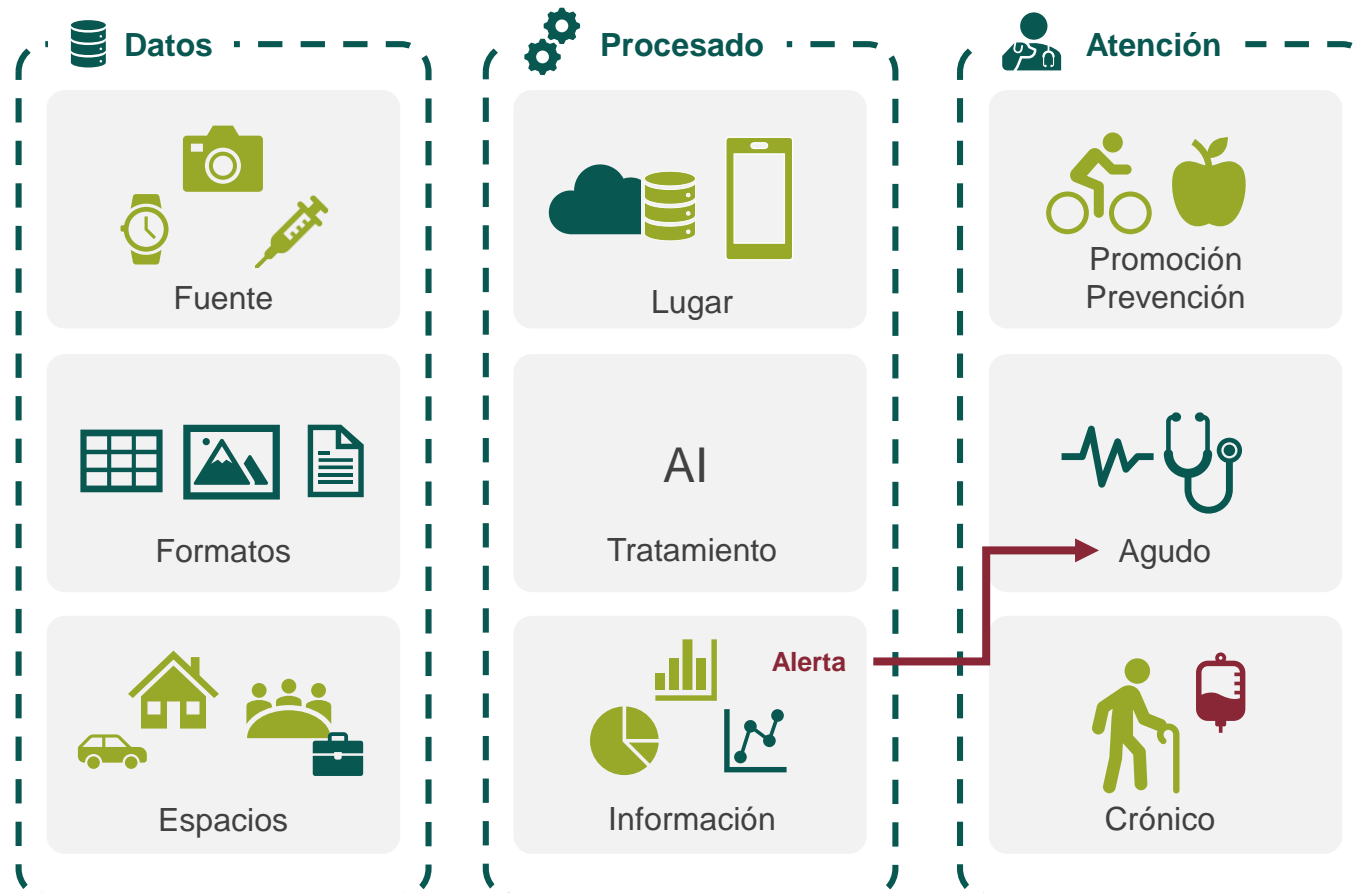 Datos
Fuente
Formatos
Espacios
Procesado
Lugar
AI
Tratamiento
Alerta
Información
Atención
Promoción
Prevención
Agudo
Crónico